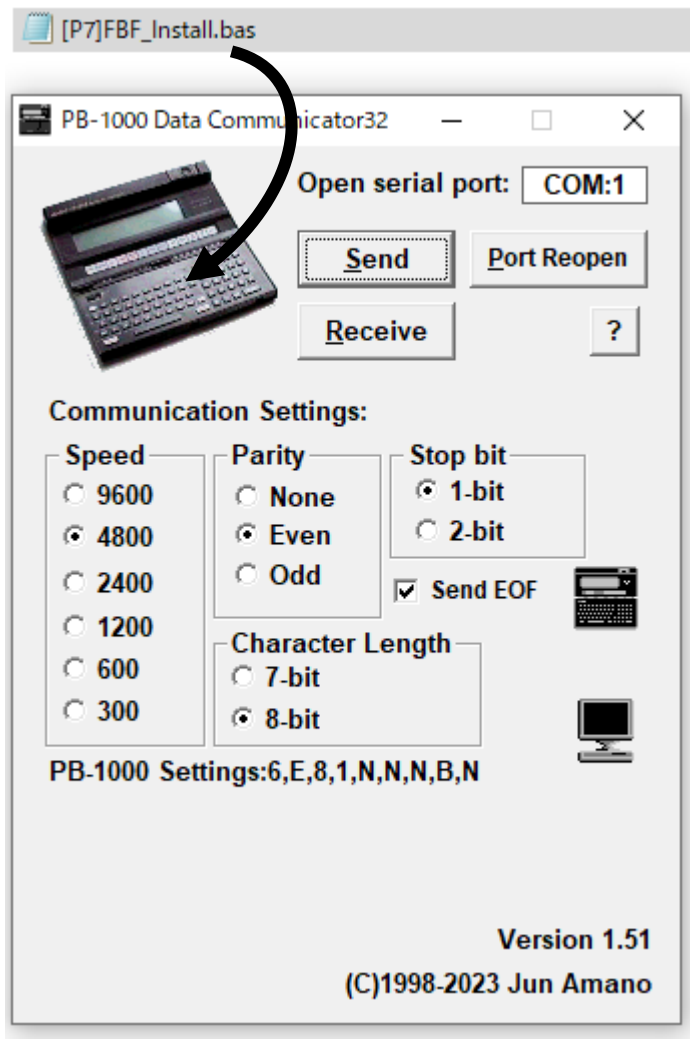 [P7]FBF_Install.bas
PB-1000 Data Communicator32
Open serial port: COM:1
Send Port Reopen
Receive ?
Communication Settings:
Speed Parity Stop bit
9600 None 1-bit
4800 Even 2-bit
2400 Odd Send EOF
1200 Character Length
600 7-bit
300 8-bit
PB-1000 Settings:6,E,8,1,N,N,N,B,N
Version 1.51
(C)1998-2023 Jun Amano